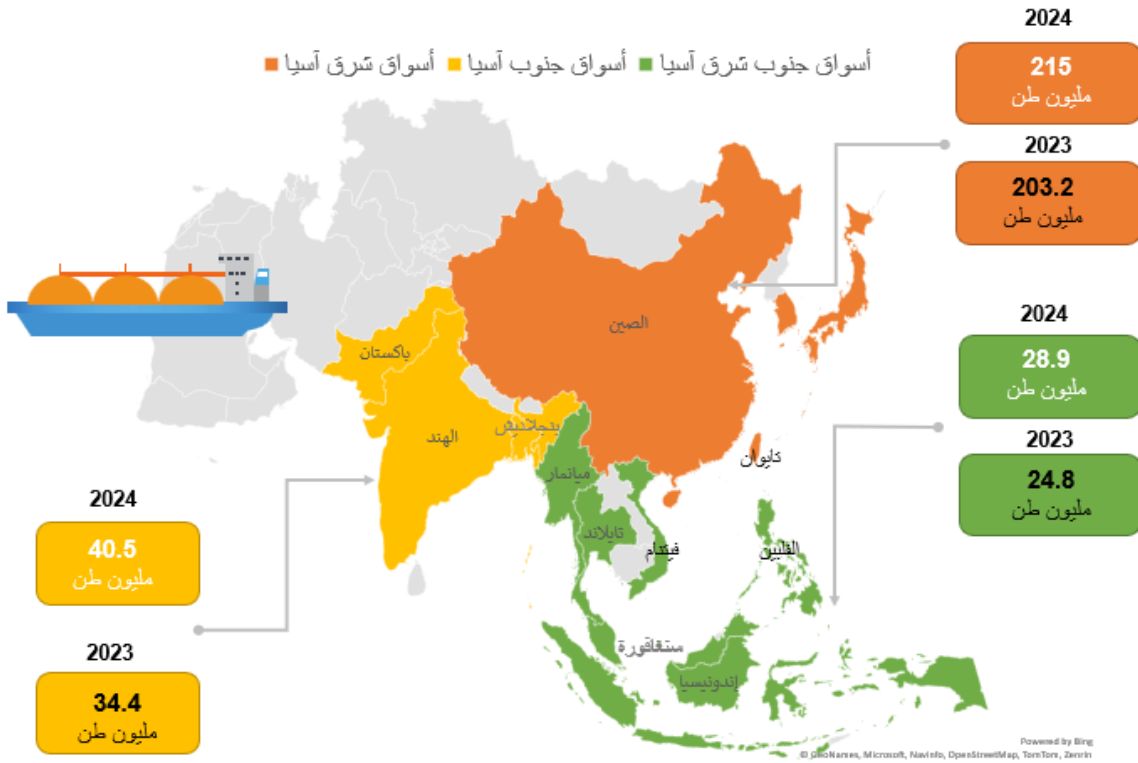 2024
215
مليون طن
2023
203.2
مليون طن
أسواق شرق آسيا
أسواق جنوب آسيا
أسواق جنوب شرق آسيا
2024
28.9
مليون طن
2023
24.8
مليون طن
الصين
باكستان
الهند
بنجلاديش
ميانمار
تايلاند
فيتنام
تايوان
الفلبين
سنغافورة
إندونيسيا
2024
40.5
مليون طن
2023
34.4
مليون طن
Powered by Bing
© GeoNames, Microsoft, Navinfo, OpenStreetMap, TomTom, Zenrin